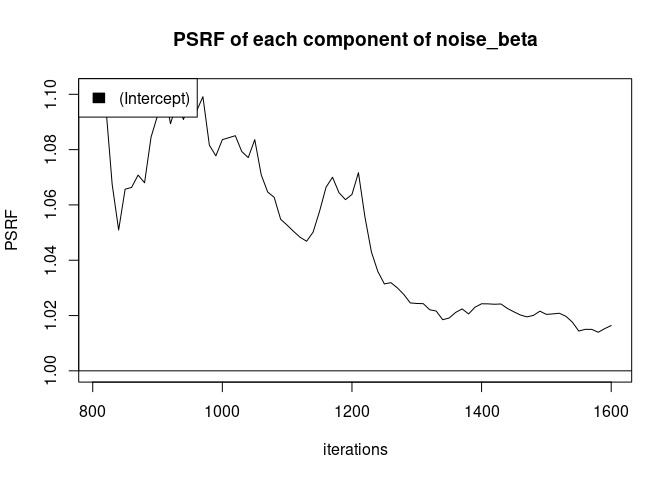 PSRF of each component of noise_beta
(Intercept)
1.10
1.08
1.06
1.04
1.02
1.00
PSRF
800 1000 1200 1400 1600
iterations